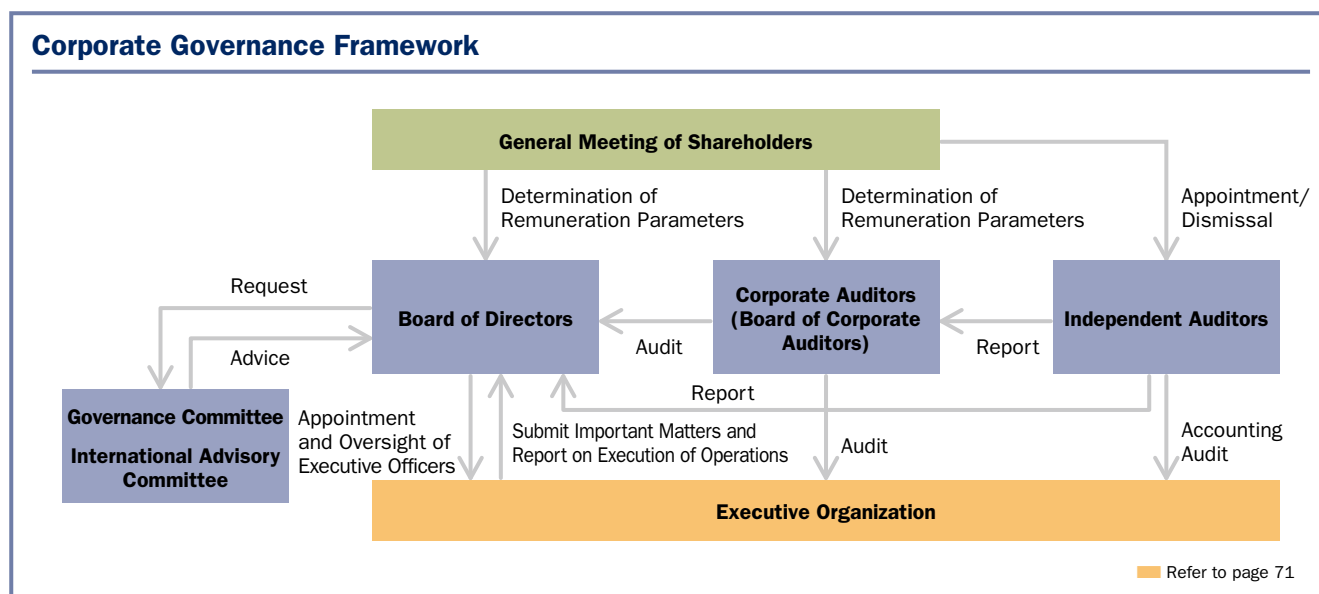 Corporate Governance Framework
General Meeting of Shareholders
Determination of
Remuneration Parameters
Determination of
Remuneration Parameters
Appointment/
Dismissal
Request
Board of Directors
Corporate Auditors
(Board of Corporate
Auditors)
Independent Auditors
Audit
Report
Advice
Report
Governance Committee
International Advisory
Committee
Appointment
and Oversight of
Executive Officers
Submit Important Matters and
Report on Execution of Operations
Audit
Accounting
Audit
Executive Organization
Refer to page 71